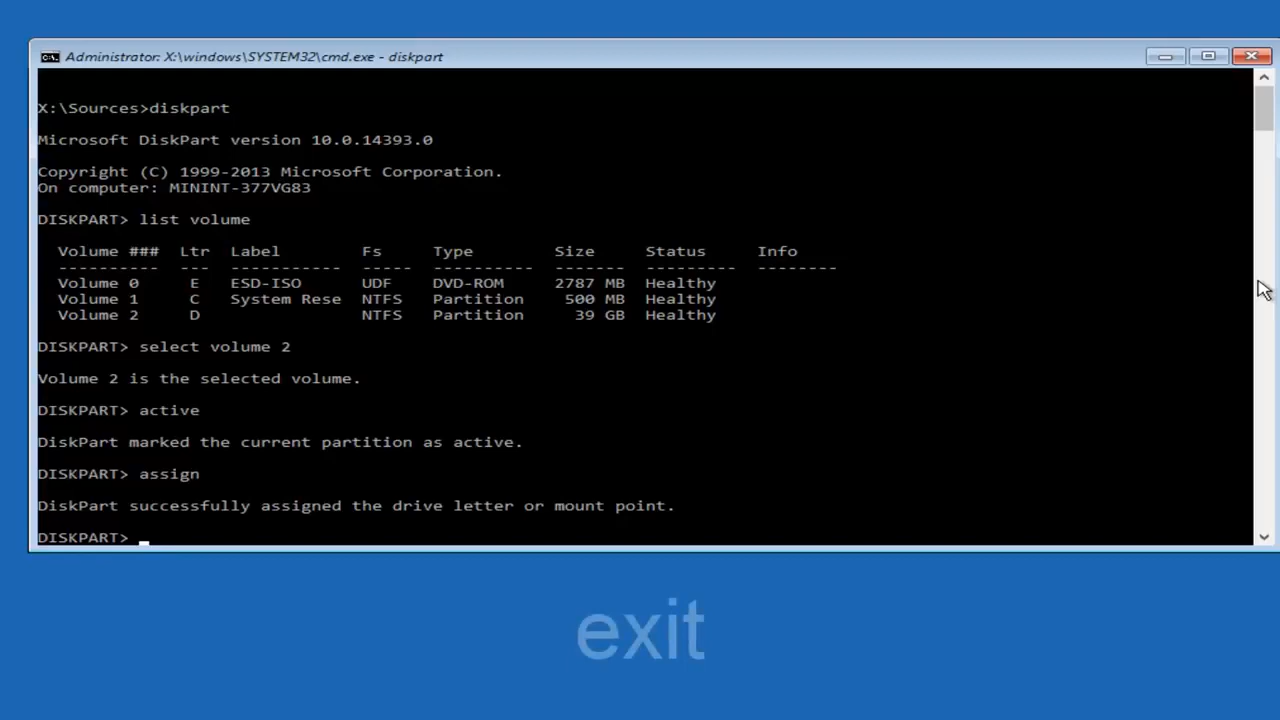 Administrator: X:\windows\SYSTEM32\cmd.exe - diskpart
X:\Sources>diskpart
Microsoft DiskPart version 10.0.14393.0
Copyright (C) 1999-2013 Microsoft Corporation.
On computer: MININT-377VG83
DISKPART> list volume
Volume ### Ltr Label Fs Type Size Status Info
---------- --- ----------- ----- ---------- ------- --------- --------
Volume 0 E ESD-ISO UDF DVD-ROM 2787 MB Healthy
Volume 1 C System Rese NTFS Partition 500 MB Healthy
Volume 2 D NTFS Partition 39 GB Healthy
DISKPART> select volume 2
Volume 2 is the selected volume.
DISKPART> active
DiskPart marked the current partition as active.
DISKPART> assign
DiskPart successfully assigned the drive letter or mount point.
DISKPART>
exit